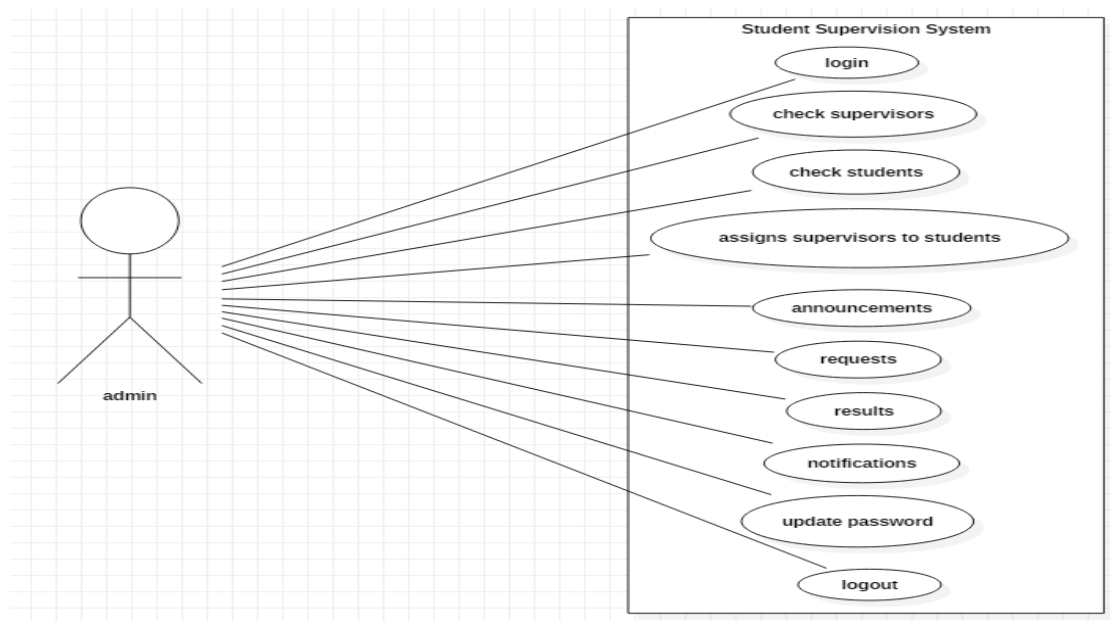 Student Supervision System
login
check supervisors
check students
assigns supervisors to students
announcements
requests
results
notifications
update password
logout
admin